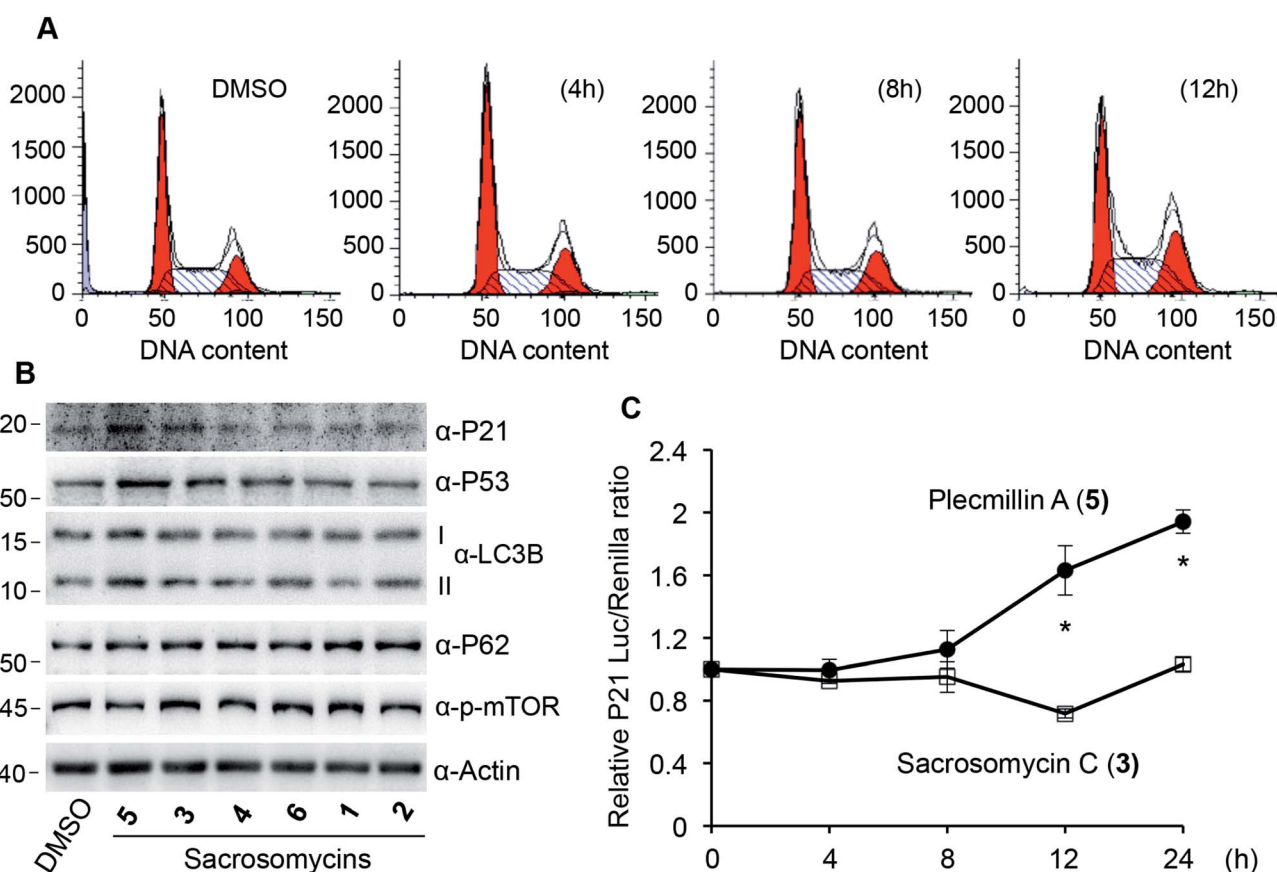 A
DMSO
(4h)
(8h)
(12h)
2000
1500
1000
500
0
0 50 100 150
DNA content
2000
1500
1000
500
0
0 50 100 150
DNA content
2000
1500
1000
500
0
0 50 100 150
DNA content
2000
1500
1000
500
0
0 50 100 150
DNA content
B
20
α-P21
α-P53
50
15
I
α-LC3B
10
II
α-P62
50
45
α-p-mTOR
40
α-Actin
DMSO 5 3 4 6 1 2
Sacrosomycins
C
Relative P21 Luc/Renilla ratio
2.4
2
1.6
1.2
0.8
0.4
0
Plecmillin A (5)
*
*
Sacrosomycin C (3)
0 4 8 12 24 (h)